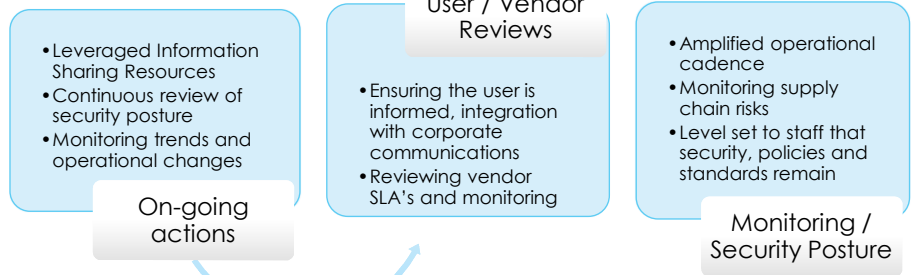 •Leveraged Information
Sharing Resources
•Continuous review of
security posture
•Monitoring trends and
operational changes
On-going
actions
User / Vendor
Reviews
•Ensuring the user is
informed, integration
with corporate
communications
•Reviewing vendor
SLA's and monitoring
•Amplified operational
cadence
•Monitoring supply
chain risks
•Level set to staff that
security, policies and
standards remain
Monitoring /
Security Posture